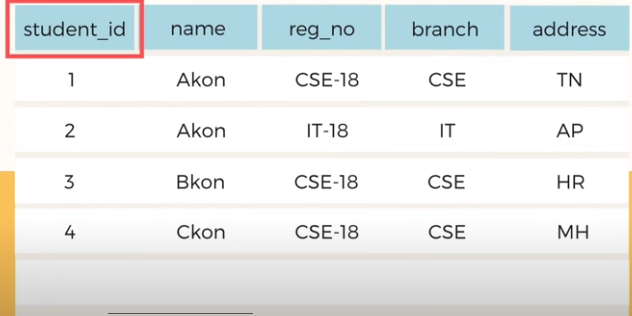 student_id name reg_no branch address
1 Akon CSE-18 CSE TN
2 Akon IT-18 IT AP
3 Bkon CSE-18 CSE HR
4 Ckon CSE-18 CSE MH